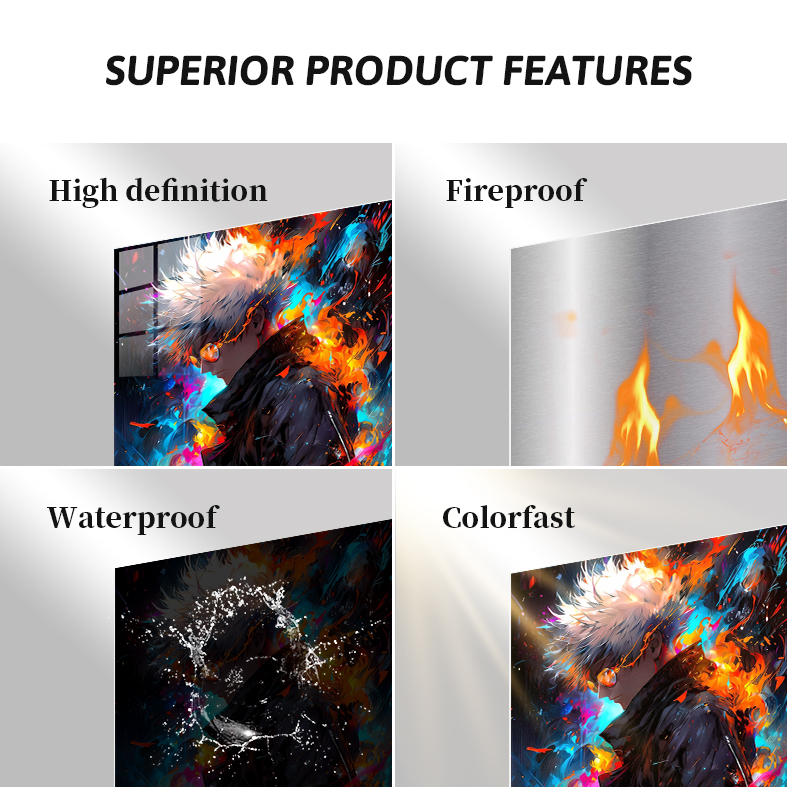 SUPERIOR PRODUCT FEATURES
High definition
Fireproof
Waterproof
Colorfast